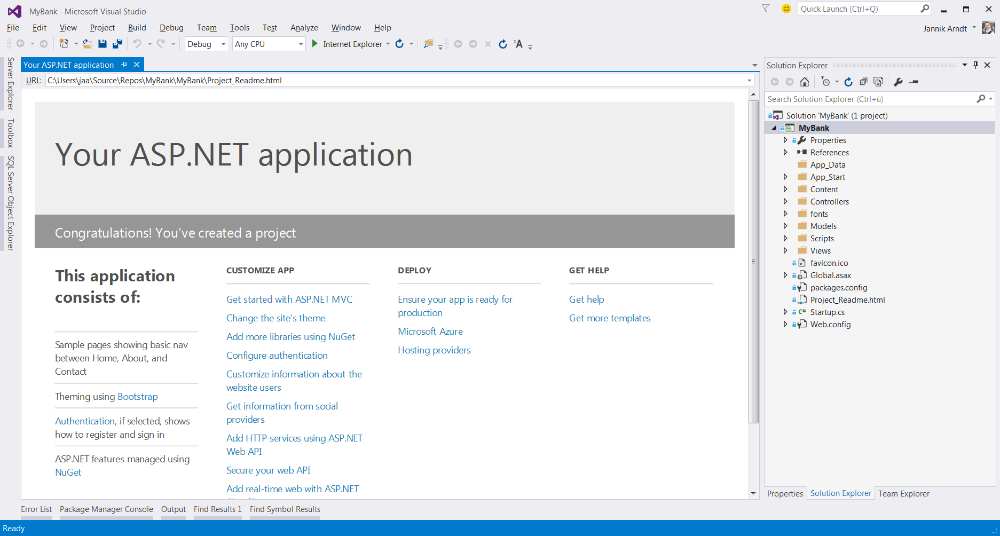 MyBank - Microsoft Visual Studio
Quick Launch (Ctrl+Q)
File Edit View Project Build Debug Team Tools Test Analyze Window Help
Jannik Arndt
Debug Any CPU Internet Explorer
Server Explorer
Toolbox
SQL Server Object Explorer
Your ASP.NET application
URL: C:\Users\jaa\Source\Repos\MyBank\MyBank\Project_Readme.html
Your ASP.NET application
Congratulations! You've created a project
This application
consists of:
Sample pages showing basic nav
between Home, About, and
Contact
Theming using Bootstrap
Authentication, if selected, shows
how to register and sign in
ASP.NET features managed using
NuGet
CUSTOMIZE APP
Get started with ASP.NET MVC
Change the site's theme
Add more libraries using NuGet
Configure authentication
Customize information about the
website users
Get information from social
providers
Add HTTP services using ASP.NET
Web API
Secure your web API
Add real-time web with ASP.NET
DEPLOY
Ensure your app is ready for
production
Microsoft Azure
Hosting providers
GET HELP
Get help
Get more templates
Solution Explorer
Search Solution Explorer (Ctrl+ü)
Solution 'MyBank' (1 project)
MyBank
Properties
References
App_Data
App_Start
Content
Controllers
fonts
Models
Scripts
Views
favicon.ico
Global.asax
packages.config
Project_Readme.html
C# Startup.cs
Web.config
Properties Solution Explorer Team Explorer
Error List Package Manager Console Output Find Results 1 Find Symbol Results
Ready